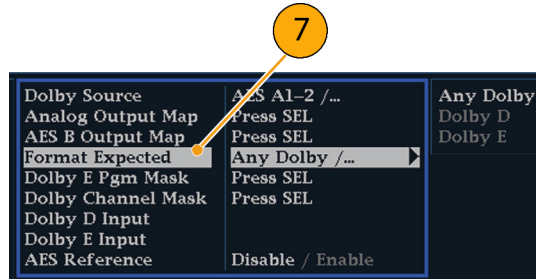 7
Dolby Source AES A1-2 /... Any Dolby
Analog Output Map Press SEL Dolby D
AES B Output Map Press SEL Dolby E
Format Expected Any Dolby /...
Dolby E Pgm Mask Press SEL
Dolby Channel Mask Press SEL
Dolby D Input
Dolby E Input
AES Reference Disable / Enable